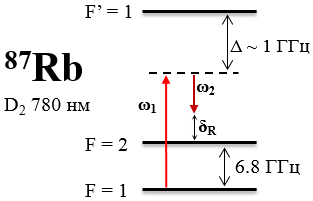 F' = 1
Δ ~ 1 ГГц
⁸⁷Rb
ω₁
ω₂
D₂ 780 нм
δR
F = 2
6.8 ГГц
F = 1